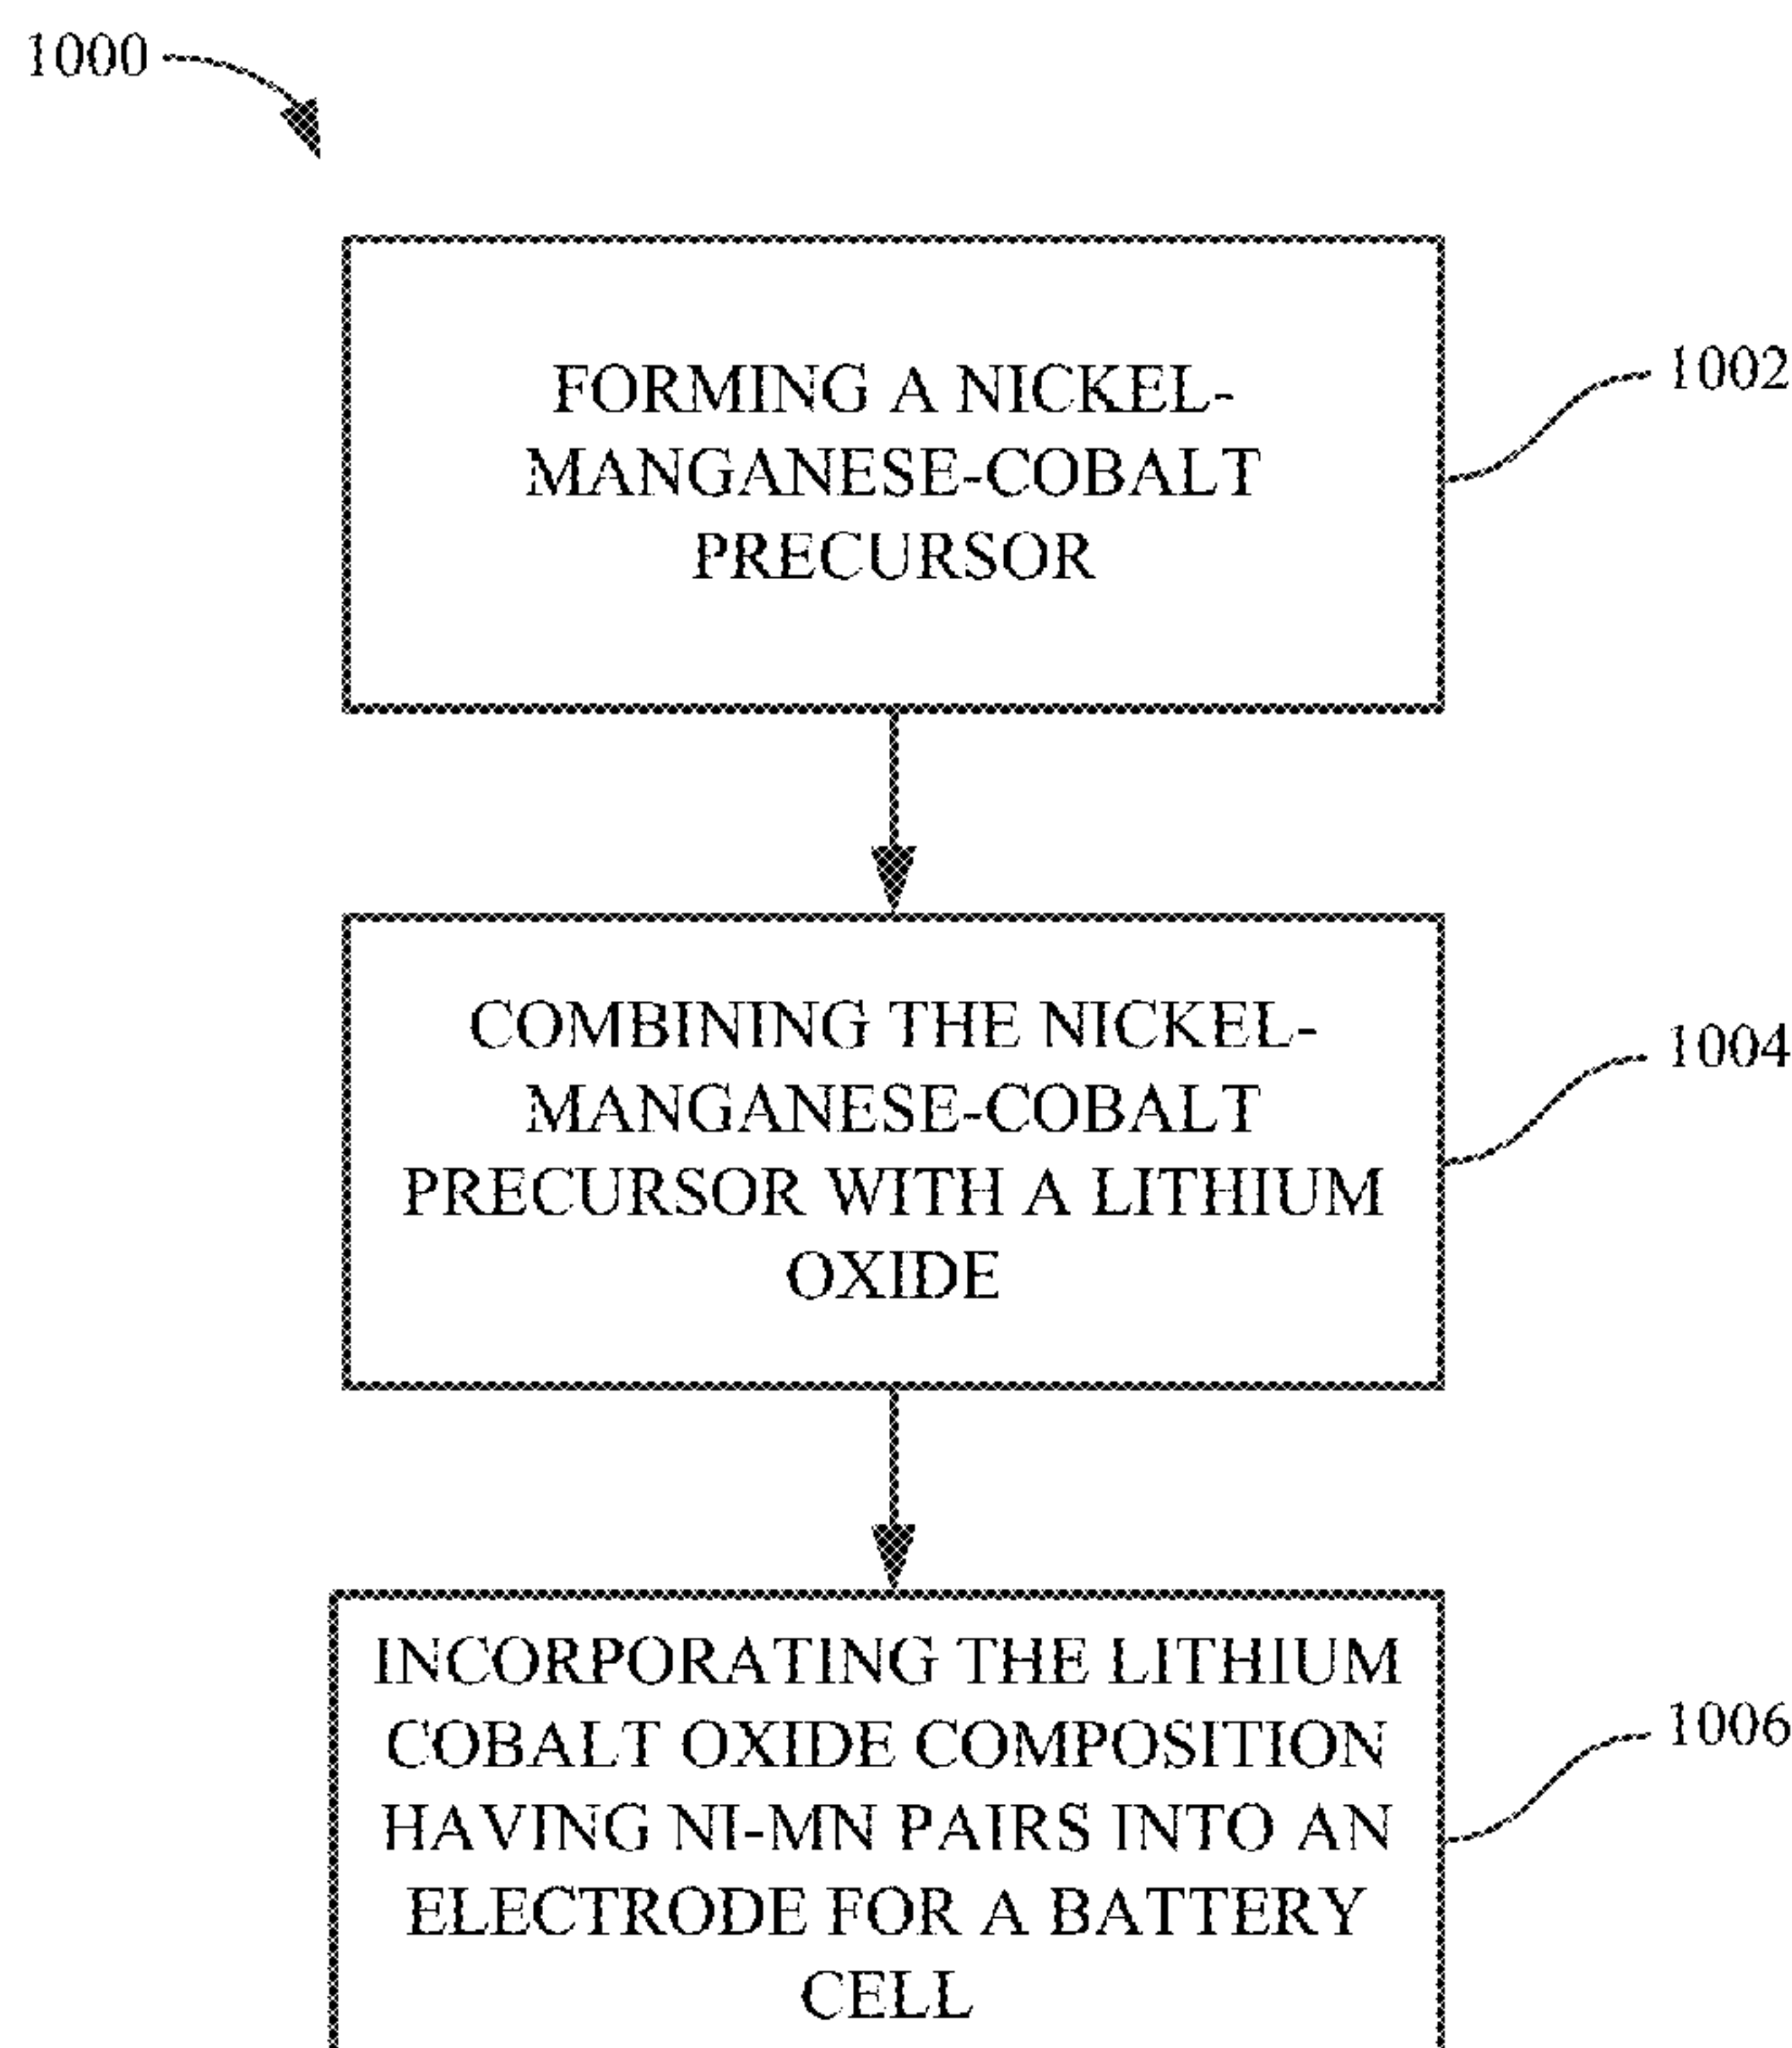 1000
FORMING A NICKEL-
MANGANESE-COBALT
PRECURSOR
1002
COMBINING THE NICKEL-
MANGANESE-COBALT
PRECURSOR WITH A LITHIUM
OXIDE
1004
INCORPORATING THE LITHIUM
COBALT OXIDE COMPOSITION
HAVING NI-MN PAIRS INTO AN
ELECTRODE FOR A BATTERY
CELL
1006